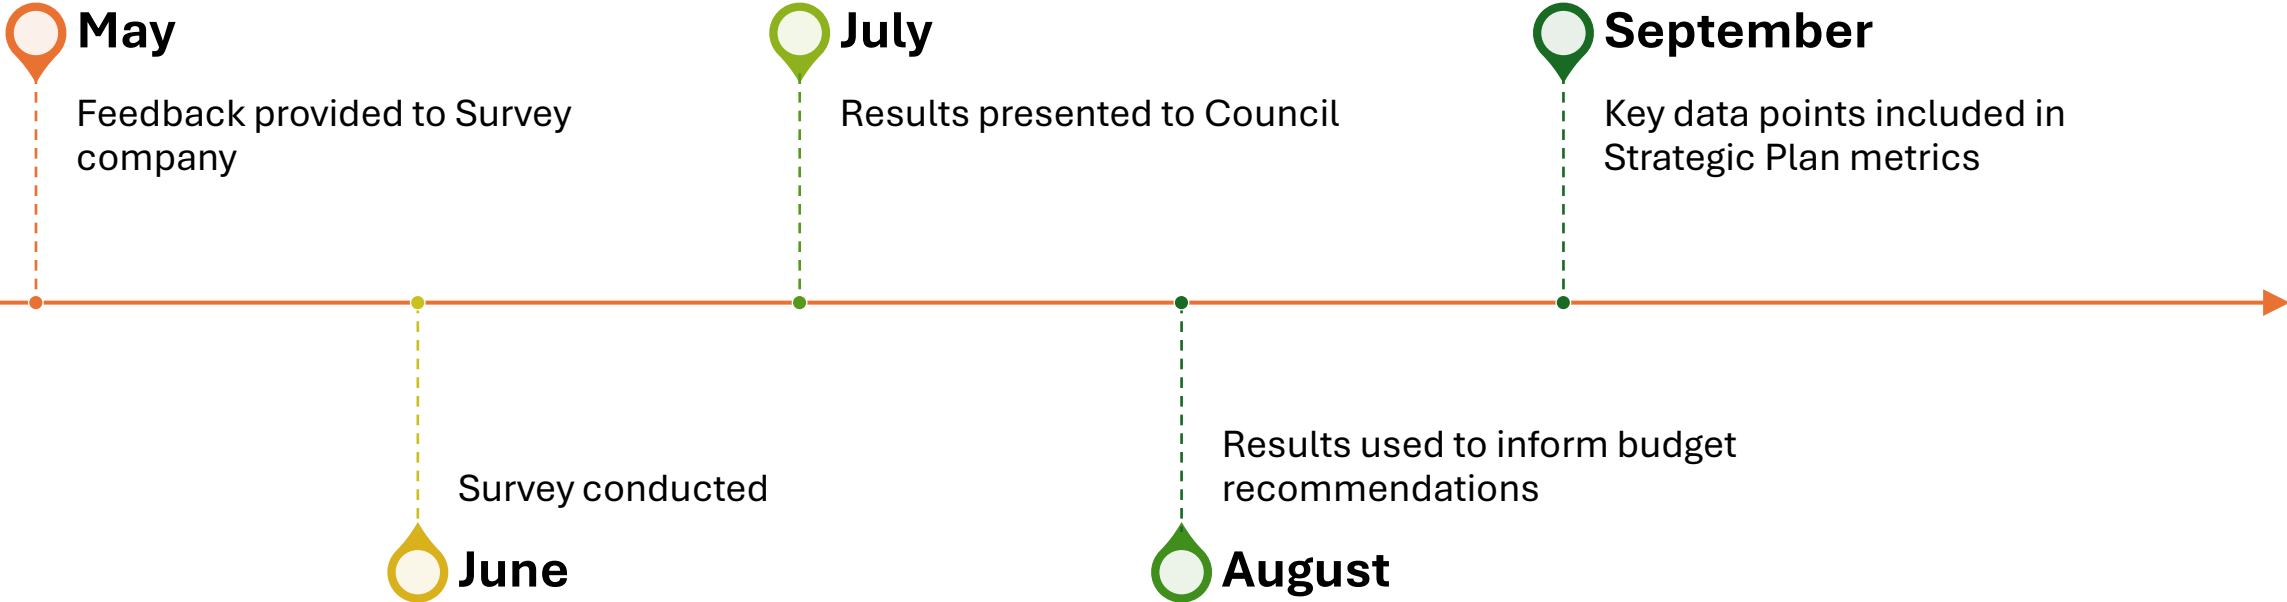 May
Feedback provided to Survey
company
June
Survey conducted
July
Results presented to Council
August
Results used to inform budget
recommendations
September
Key data points included in
Strategic Plan metrics